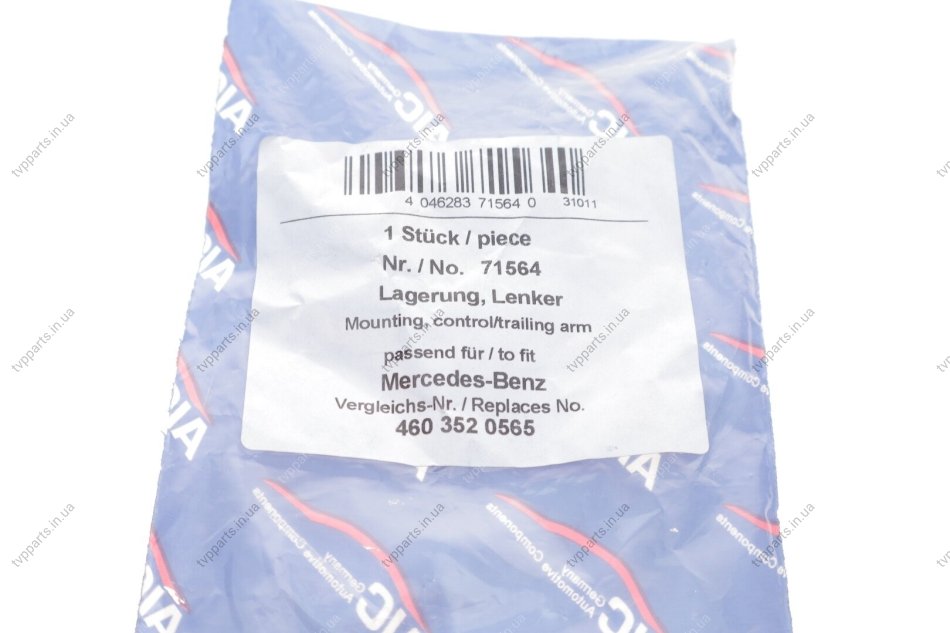 4 046283 71564 0 31011
1 Stück / piece
Nr. / No. 71564
Lagerung, Lenker
Mounting, control/trailing arm
passend für / to fit
Mercedes-Benz
Vergleichs-Nr. / Replaces No.
460 352 0565
AIC
Germany
Automotive Components
tvpparts.in.ua